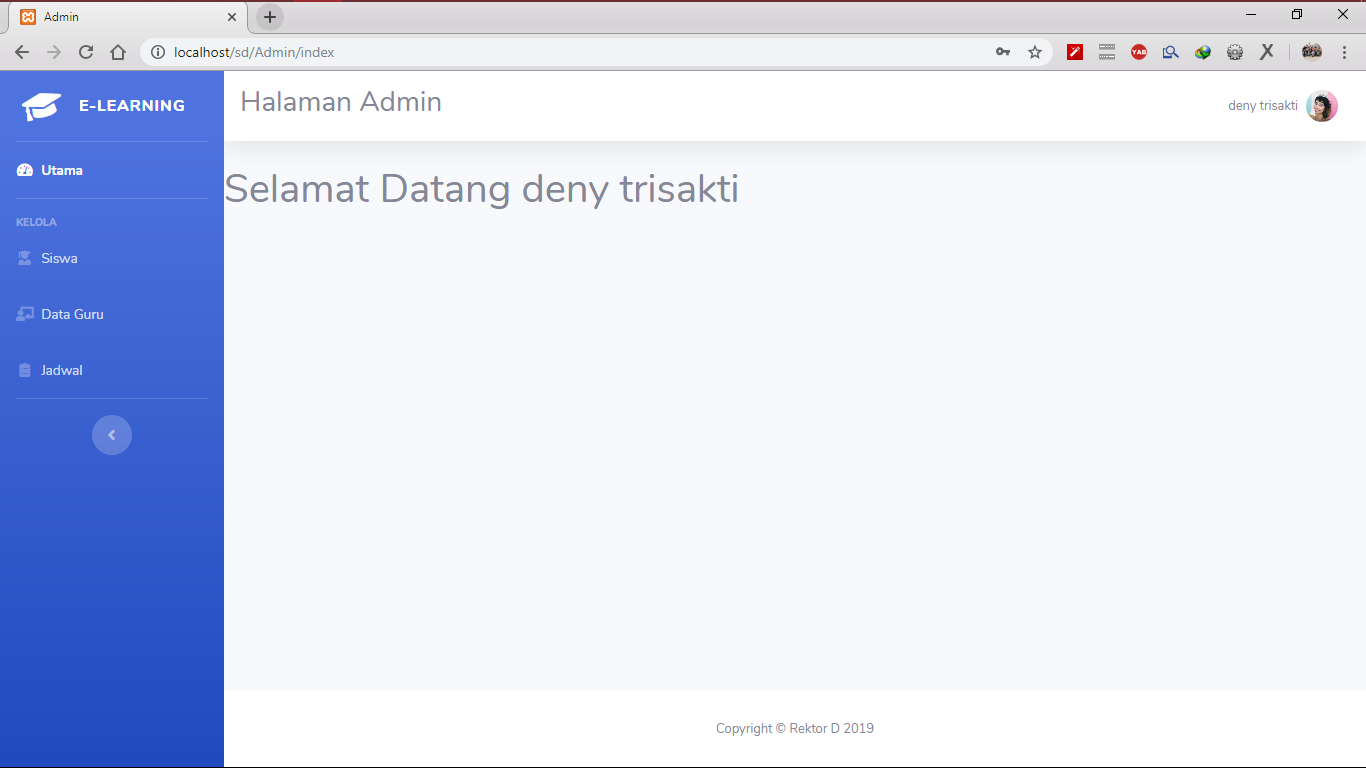 Admin
localhost/sd/Admin/index
YAB
E-LEARNING
Halaman Admin
deny trisakti
Utama
Selamat Datang deny trisakti
KELOLA
Siswa
Data Guru
Jadwal
Copyright © Rektor D 2019